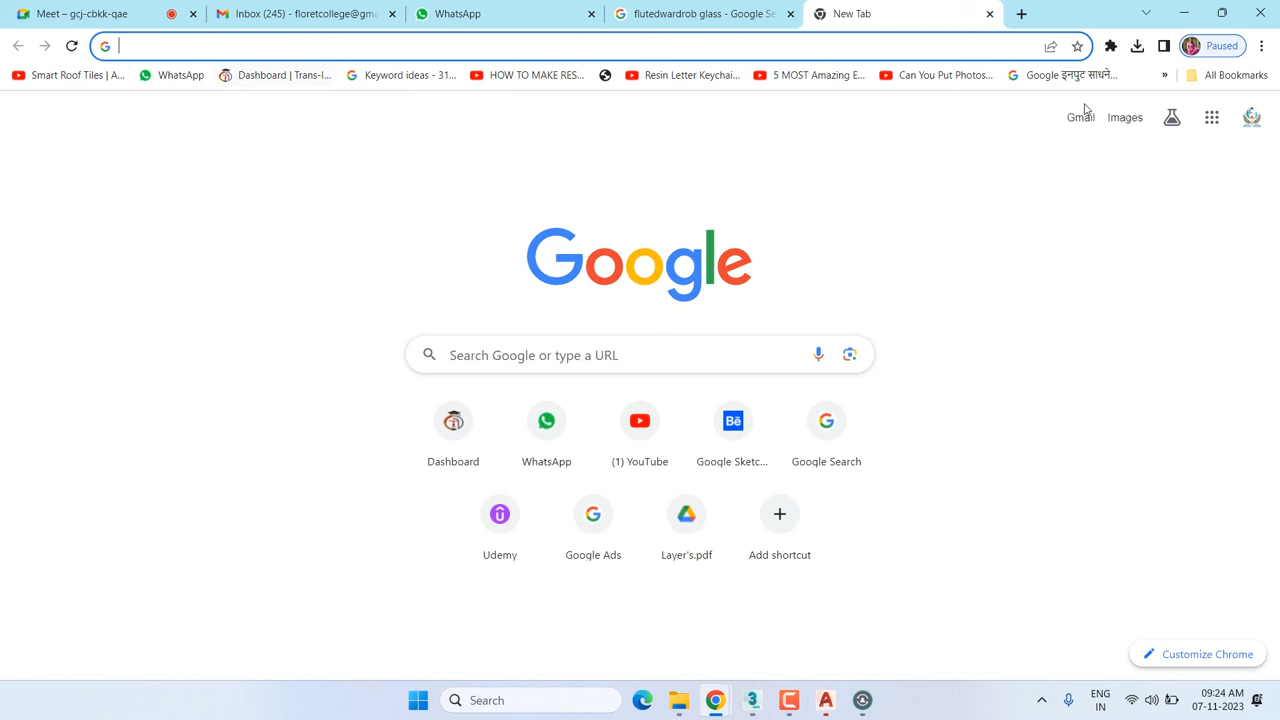 Meet - gcj-cbkk-aae
Inbox (245) - floretcollege@gma
WhatsApp
flutedwardrob glass - Google Se
New Tab
Paused
Smart Roof Tiles | A...
WhatsApp
Dashboard | Trans-I...
Keyword ideas - 31...
HOW TO MAKE RES...
Resin Letter Keychai...
5 MOST Amazing E...
Can You Put Photos...
Google इनपुट साधने...
»
All Bookmarks
Gmail
Images
Google
Search Google or type a URL
Dashboard
WhatsApp
(1) YouTube
Bē
Google Sketc...
Google Search
Udemy
Google Ads
Layer's.pdf
Add shortcut
Customize Chrome
Search
ENG
IN
09:24 AM
07-11-2023